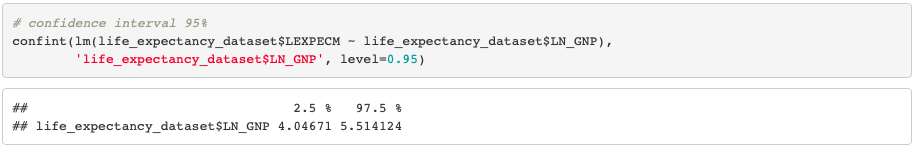 # confidence interval 95%
confint(lm(life_expectancy_dataset$LEXPECM ~ life_expectancy_dataset$LN_GNP),
        'life_expectancy_dataset$LN_GNP', level=0.95)
##                                   2.5 %   97.5 %
## life_expectancy_dataset$LN_GNP 4.04671 5.514124